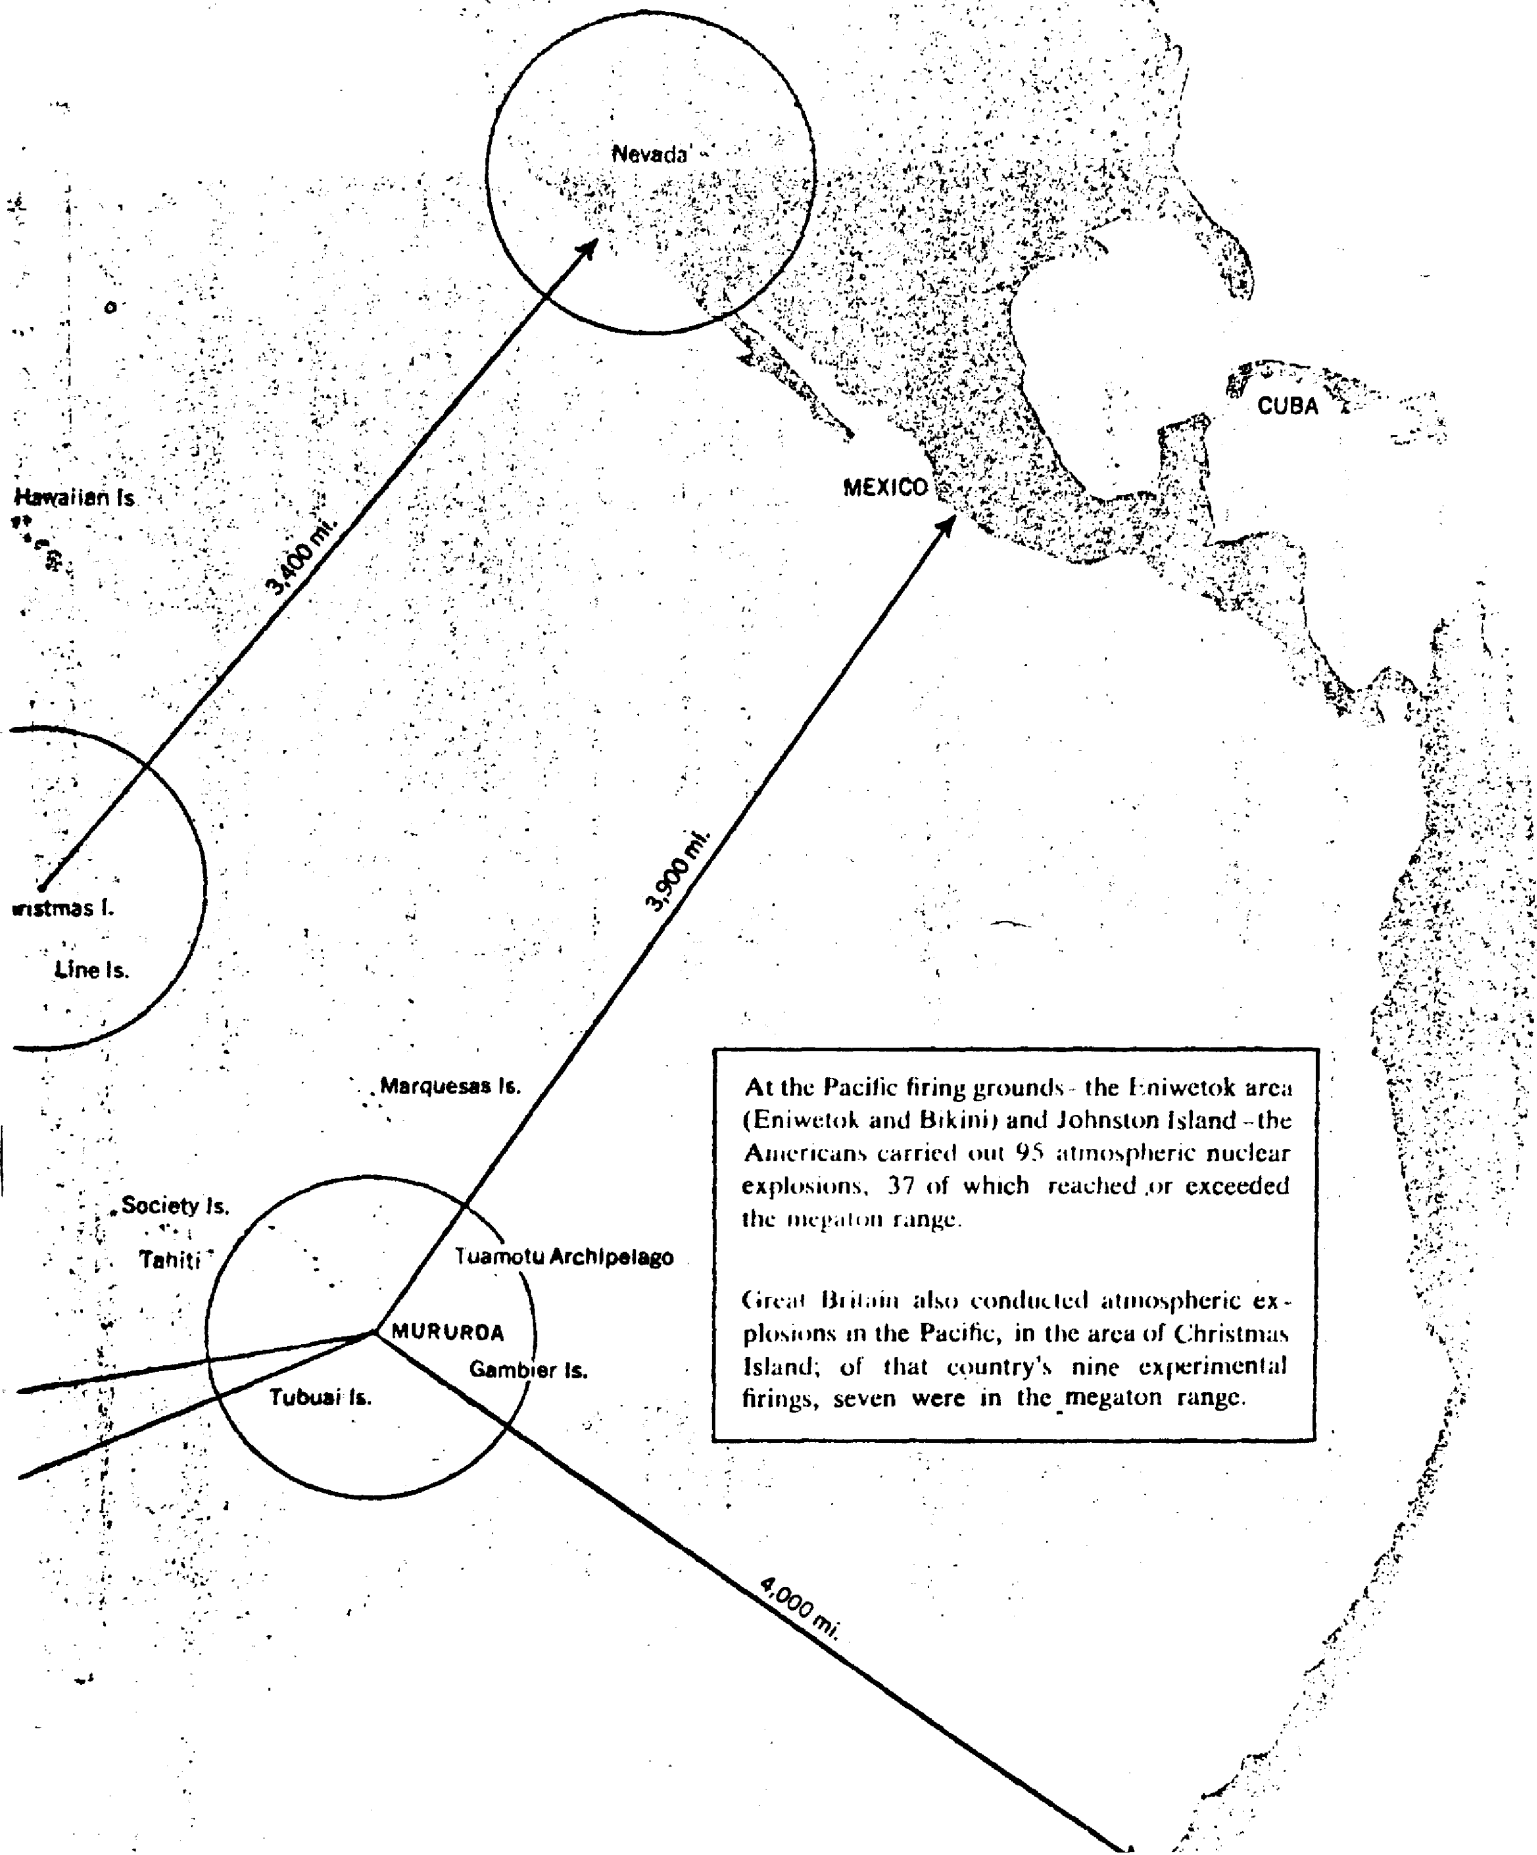 Nevada
CUBA
MEXICO
Hawaiian Is.
3,400 mi.
3,900 mi.
ristmas I.
Line Is.
Marquesas Is.
Society Is.
Tahiti
Tuamotu Archipelago
MURUROA
Gambier Is.
Tubuai Is.
4,000 mi.
At the Pacific firing grounds - the Eniwetok area
(Eniwetok and Bikini) and Johnston Island - the
Americans carried out 95 atmospheric nuclear
explosions, 37 of which reached or exceeded
the megaton range.
Great Britain also conducted atmospheric ex-
plosions in the Pacific, in the area of Christmas
Island; of that country's nine experimental
firings, seven were in the megaton range.